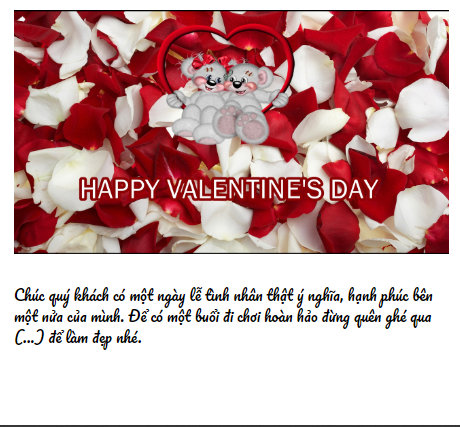 HAPPY VALENTINE'S DAY
Chúc quý khách có một ngày lễ tình nhân thật ý nghĩa, hạnh phúc bên
một nửa của mình. Để có một buổi đi chơi hoàn hảo đừng quên ghé qua
(...) để làm đẹp nhé.